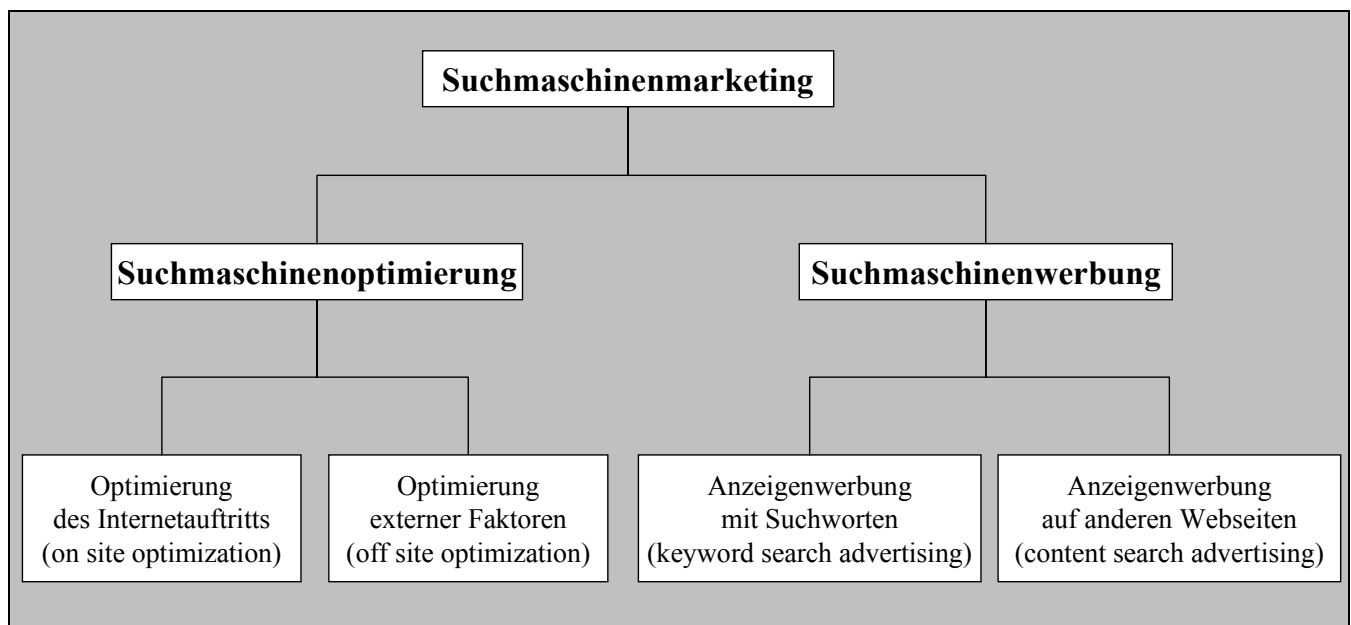 Suchmaschinenmarketing
Suchmaschinenoptimierung
Suchmaschinenwerbung
Optimierung
des Internetauftritts
(on site optimization)
Optimierung
externer Faktoren
(off site optimization)
Anzeigenwerbung
mit Suchworten
(keyword search advertising)
Anzeigenwerbung
auf anderen Webseiten
(content search advertising)